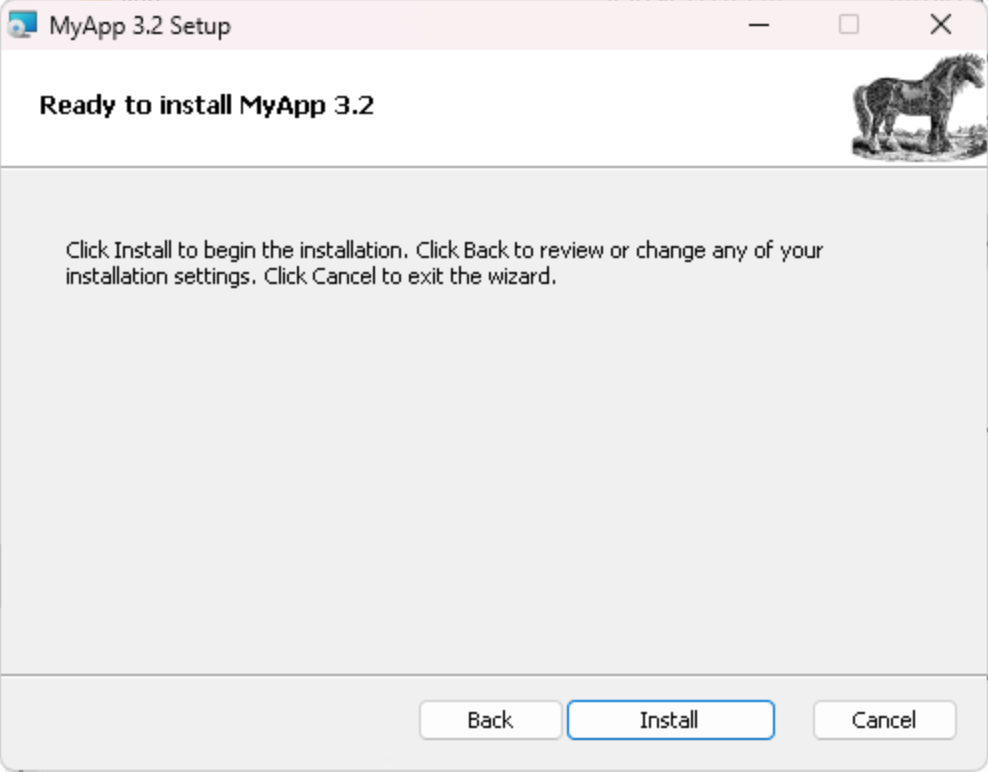 MyApp 3.2 Setup
Ready to install MyApp 3.2
Click Install to begin the installation. Click Back to review or change any of your
installation settings. Click Cancel to exit the wizard.
Back
Install
Cancel